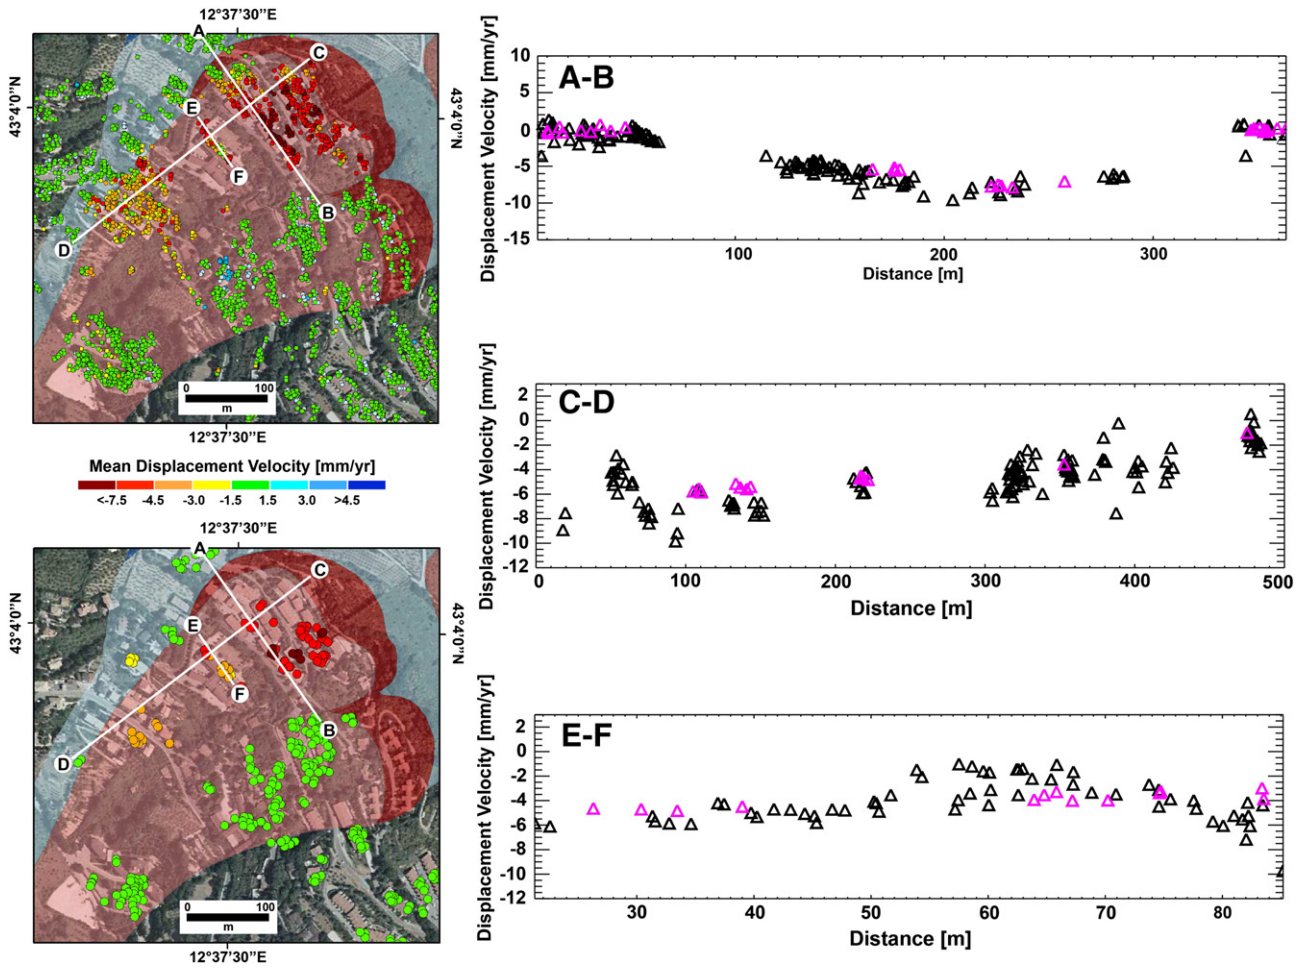 12°37'30''E
A
C
E
F
B
D
43°4'0''N
43°4'0''N
0 100
m
12°37'30''E
Mean Displacement Velocity [mm/yr]
<-7.5 -4.5 -3.0 -1.5 1.5 3.0 >4.5
12°37'30''E
A
C
E
F
B
D
43°4'0''N
43°4'0''N
0 100
m
12°37'30''E
A-B
Displacement Velocity [mm/yr]
10
5
0
-5
-10
-15
100 200 300
Distance [m]
C-D
Displacement Velocity [mm/yr]
2
0
-2
-4
-6
-8
-10
-12
0 100 200 300 400 500
Distance [m]
E-F
Displacement Velocity [mm/yr]
2
0
-2
-4
-6
-8
-10
-12
30 40 50 60 70 80
Distance [m]